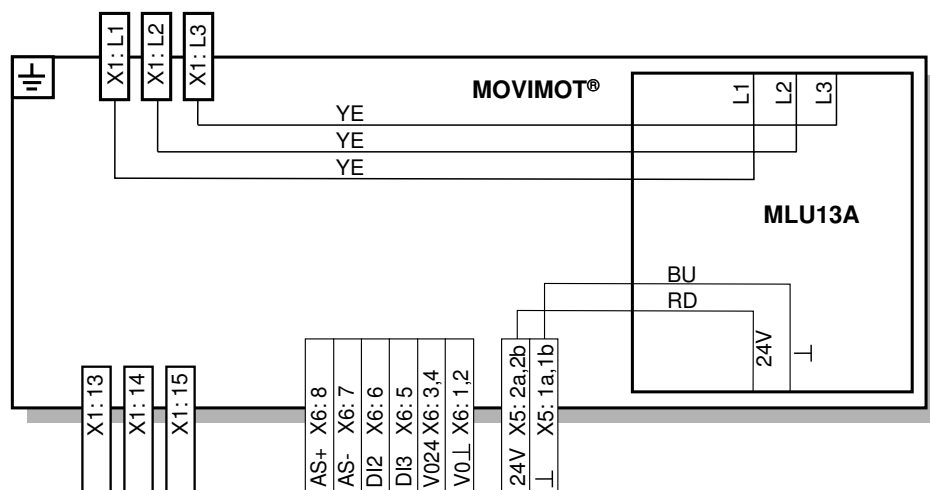 X1: L1
X1: L2
X1: L3
MOVIMOT®
L1
L2
L3
YE
YE
YE
MLU13A
BU
RD
24V
⊥
X1: 13
X1: 14
X1: 15
AS+ X6: 8
AS- X6: 7
DI2 X6: 6
DI3 X6: 5
V024 X6: 3,4
V0⊥ X6: 1,2
24V X5: 2a,2b
⊥ X5: 1a,1b